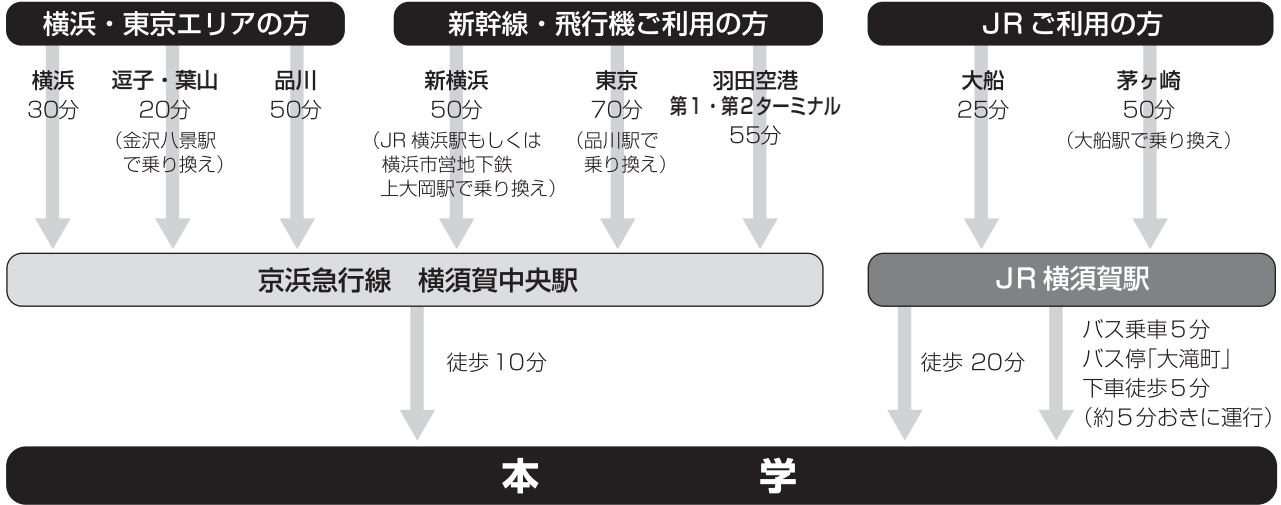 横浜・東京エリアの方
横浜
30分
逗子・葉山
20分
（金沢八景駅
で乗り換え）
品川
50分
新幹線・飛行機ご利用の方
新横浜
50分
（JR 横浜駅もしくは
横浜市営地下鉄
上大岡駅で乗り換え）
東京
70分
（品川駅で
乗り換え）
羽田空港
第1・第2ターミナル
55分
JR ご利用の方
大船
25分
茅ヶ崎
50分
（大船駅で乗り換え）
京浜急行線　横須賀中央駅
JR 横須賀駅
徒歩 10分
徒歩 20分
バス乗車5分
バス停「大滝町」
下車徒歩5分
（約5分おきに運行）
本　学